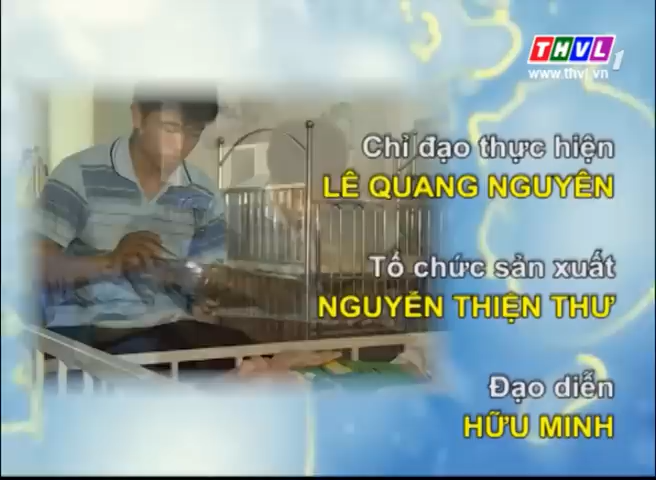 THVL1
www.thvl.vn
Chỉ đạo thực hiện
LÊ QUANG NGUYÊN
Tổ chức sản xuất
NGUYỄN THIỆN THƯ
Đạo diễn
HỮU MINH